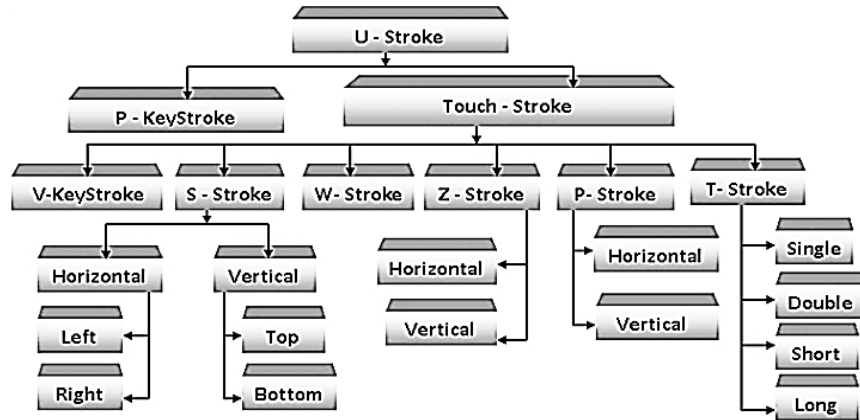 U - Stroke
P - KeyStroke
Touch - Stroke
V-KeyStroke
S - Stroke
W- Stroke
Z - Stroke
P- Stroke
T- Stroke
Horizontal
Left
Right
Vertical
Top
Bottom
Horizontal
Vertical
Horizontal
Vertical
Single
Double
Short
Long